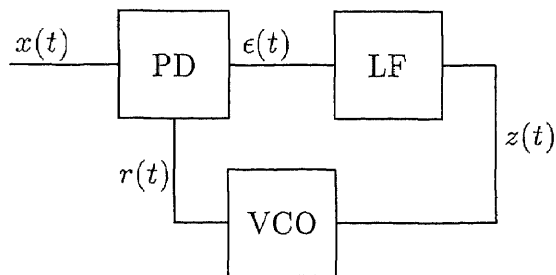 x(t)
PD
ϵ(t)
LF
z(t)
r(t)
VCO